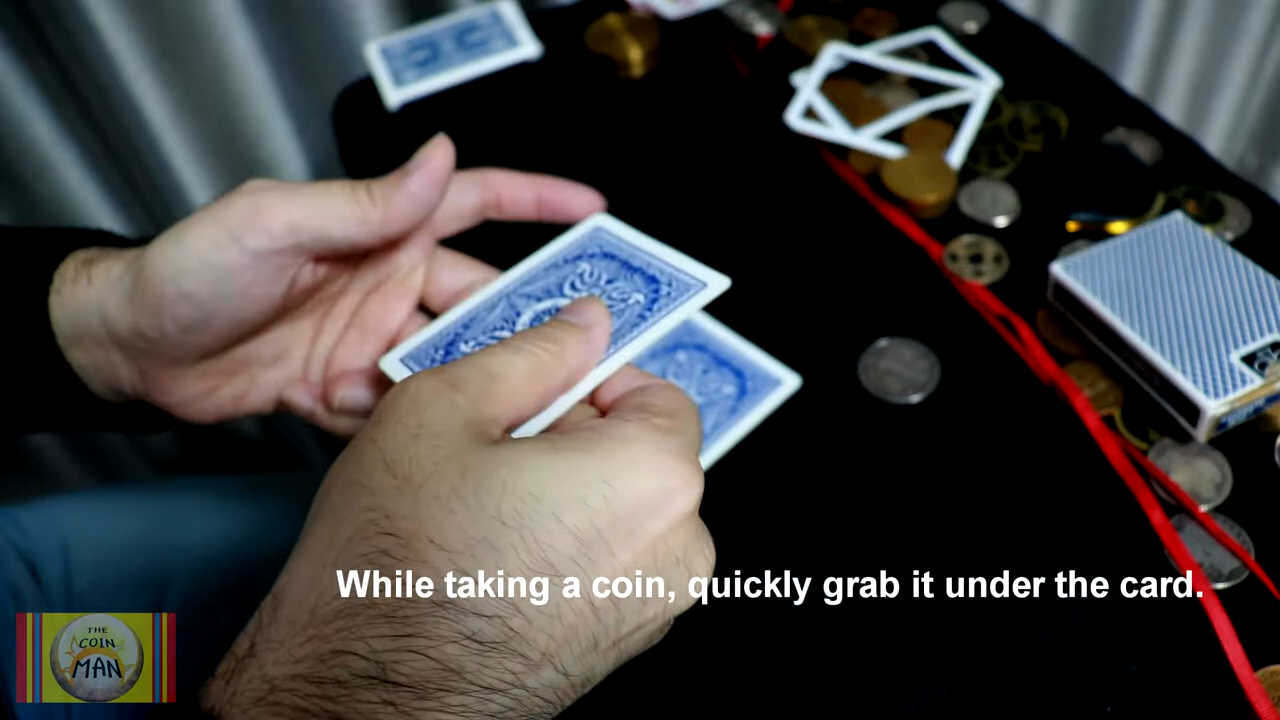 While taking a coin, quickly grab it under the card.
THE
COIN
MAN